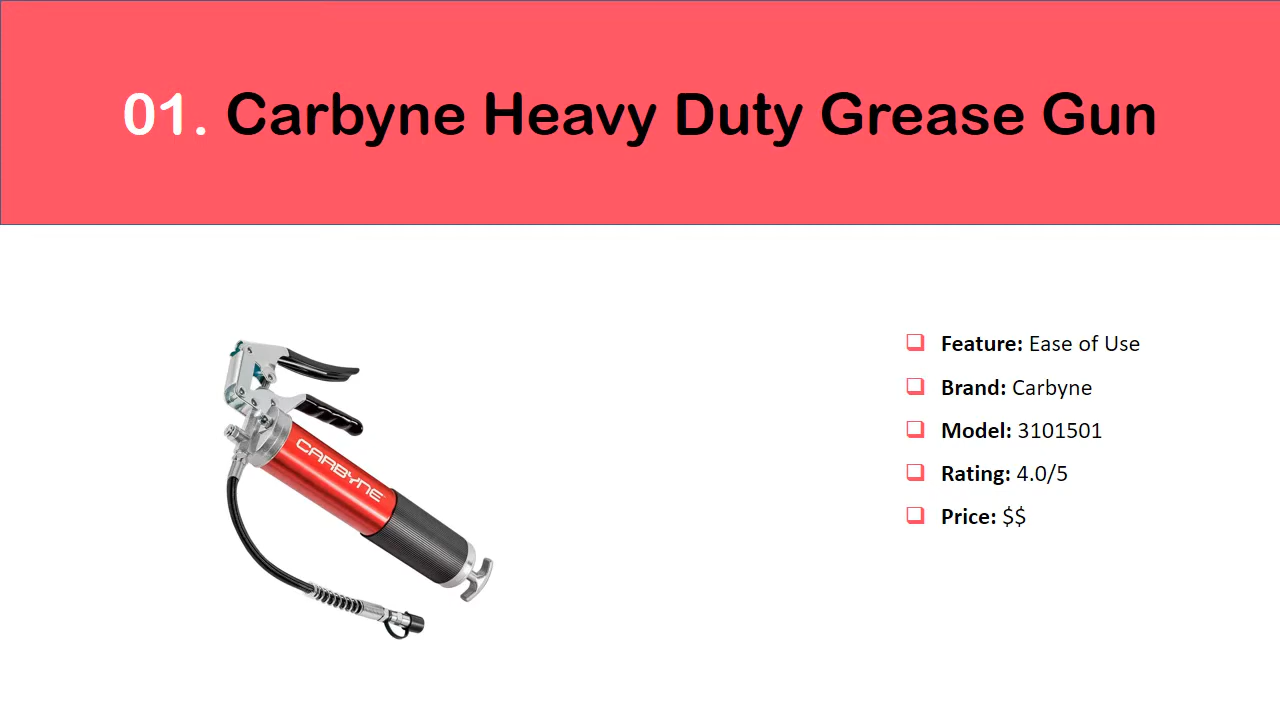 01. Carbyne Heavy Duty Grease Gun
CARBYNE
Feature: Ease of Use
Brand: Carbyne
Model: 3101501
Rating: 4.0/5
Price: $$